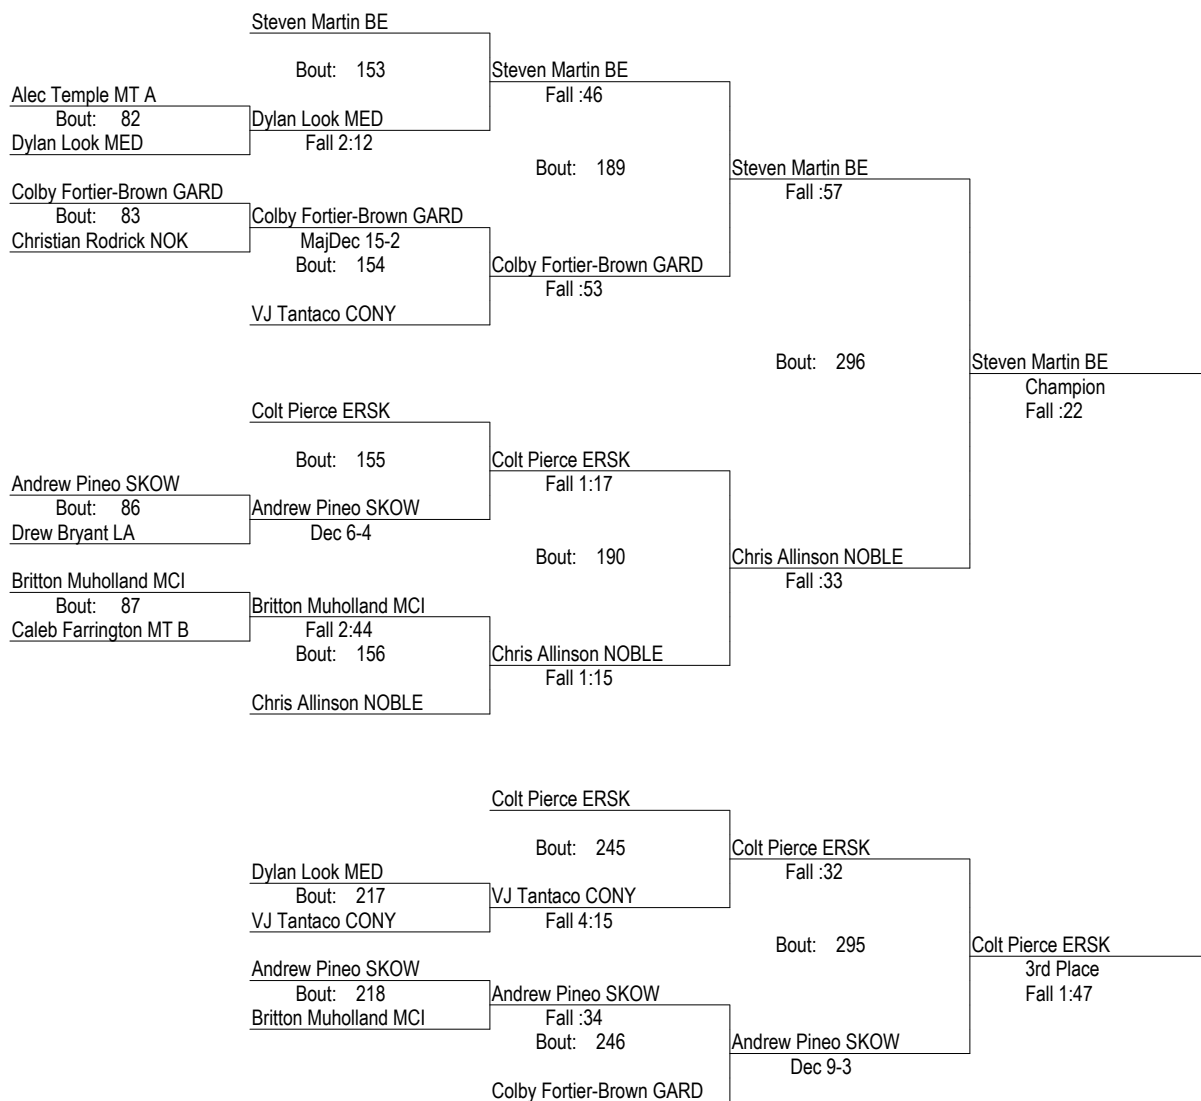 Steven Martin BE
Bout: 153
Steven Martin BE
Fall :46
Alec Temple MT A
Bout: 82
Dylan Look MED
Dylan Look MED
Fall 2:12
Bout: 189
Steven Martin BE
Fall :57
Colby Fortier-Brown GARD
Bout: 83
Christian Rodrick NOK
Colby Fortier-Brown GARD
MajDec 15-2
Bout: 154
Colby Fortier-Brown GARD
Fall :53
VJ Tantaco CONY
Bout: 296
Steven Martin BE
Champion
Fall :22
Colt Pierce ERSK
Bout: 155
Colt Pierce ERSK
Fall 1:17
Andrew Pineo SKOW
Bout: 86
Drew Bryant LA
Andrew Pineo SKOW
Dec 6-4
Bout: 190
Chris Allinson NOBLE
Fall :33
Britton Muholland MCI
Bout: 87
Caleb Farrington MT B
Britton Muholland MCI
Fall 2:44
Bout: 156
Chris Allinson NOBLE
Fall 1:15
Chris Allinson NOBLE
Colt Pierce ERSK
Bout: 245
Colt Pierce ERSK
Fall :32
Dylan Look MED
Bout: 217
VJ Tantaco CONY
VJ Tantaco CONY
Fall 4:15
Bout: 295
Colt Pierce ERSK
3rd Place
Fall 1:47
Andrew Pineo SKOW
Bout: 218
Britton Muholland MCI
Andrew Pineo SKOW
Fall :34
Bout: 246
Andrew Pineo SKOW
Dec 9-3
Colby Fortier-Brown GARD